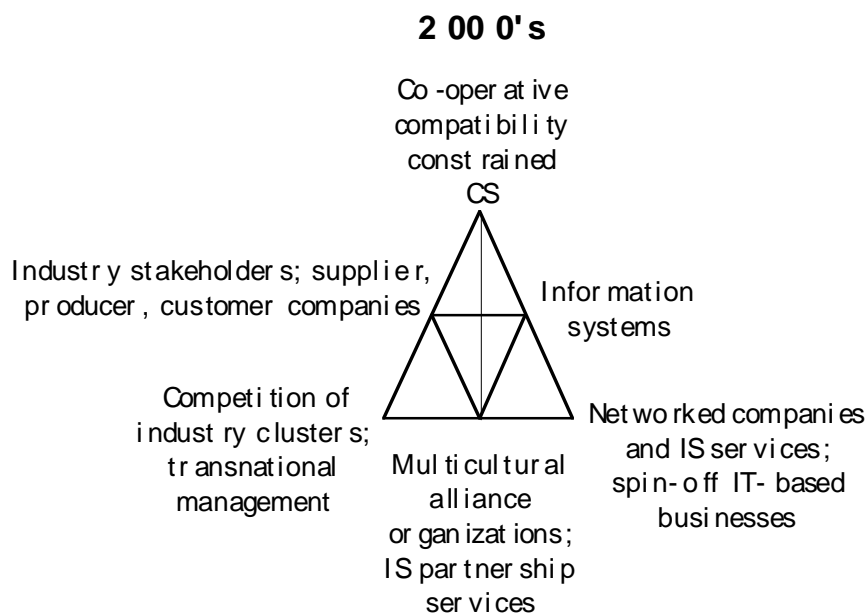 2000's
Co-operative
compatibility
constrained
CS
Industry stakeholders; supplier,
producer, customer companies
Information
systems
Competition of
industry clusters;
transnational
management
Multicultural
alliance
organizations;
IS partnership
services
Networked companies
and IS services;
spin-off IT-based
businesses